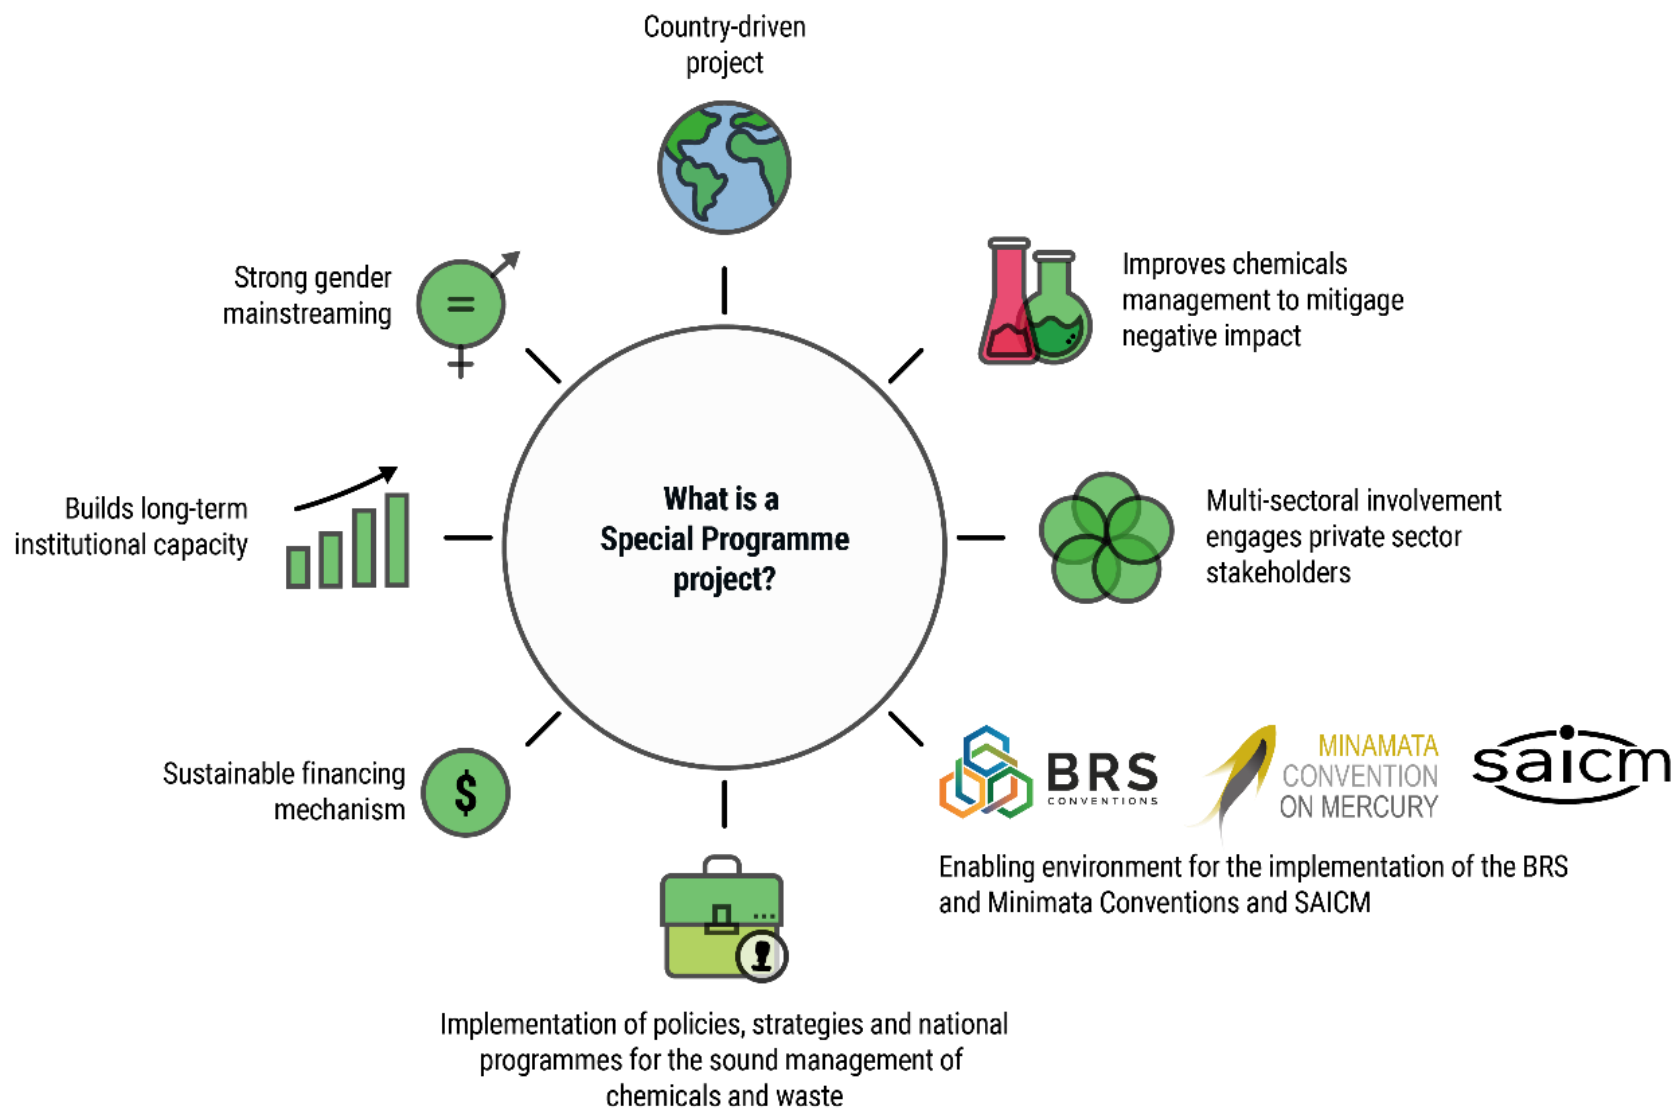 Country-driven
project
Improves chemicals
management to mitigage
negative impact
Multi-sectoral involvement
engages private sector
stakeholders
BRS
CONVENTIONS
MINAMATA
CONVENTION
ON MERCURY
saicm
Enabling environment for the implementation of the BRS
and Minimata Conventions and SAICM
Implementation of policies, strategies and national
programmes for the sound management of
chemicals and waste
Sustainable financing
mechanism
$
Builds long-term
institutional capacity
Strong gender
mainstreaming
=
What is a
Special Programme
project?